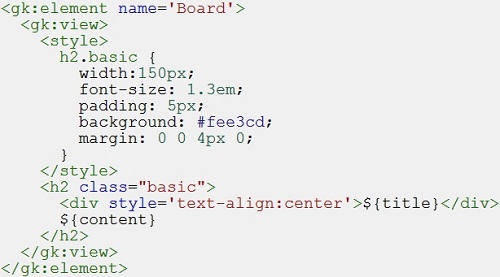 <gk:element name='Board'>
  <gk:view>
    <style>
      h2.basic {
        width:150px;
        font-size: 1.3em;
        padding: 5px;
        background: #fee3cd;
        margin: 0 0 4px 0;
      }
    </style>
    <h2 class="basic">
      <div style='text-align:center'>${title}</div>
      ${content}
    </h2>
  </gk:view>
</gk:element>